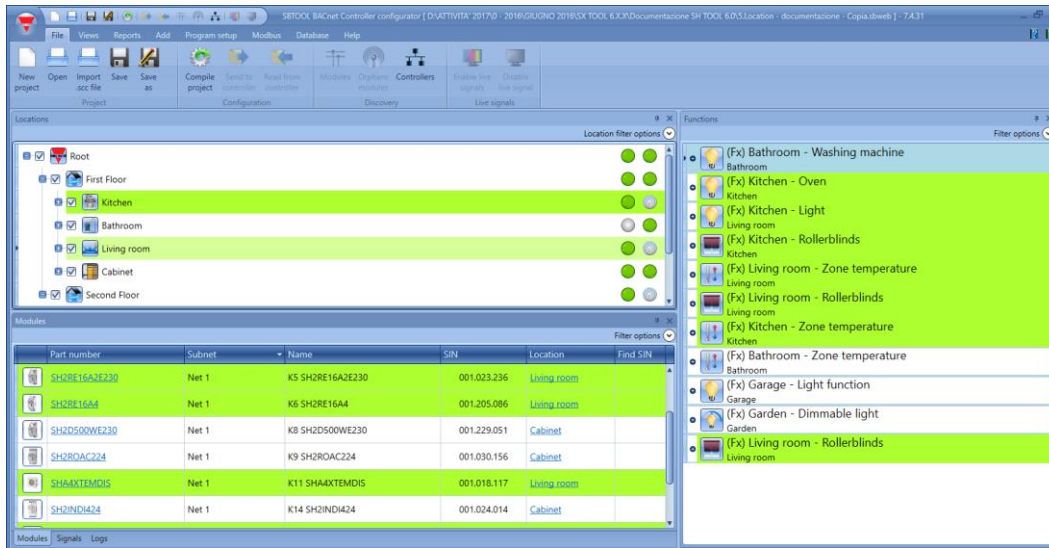 SBTOOL BACnet Controller configurator [ D:\ATTIVITA' 2017\0 - 2016\GIUGNO 2016\SX TOOL 6.X.X\Documentazione SH TOOL 6.0\5.Location - documentazione - Copia.sbweb ] - 7.4.31
File Views Reports Add Program setup Modbus Database Help
New project
Open
Import .scc file
Save
Save as
Compile project
Send to controller
Read from controller
Modules
Orphans modules
Controllers
Enable live signals
Disable live signal
Project Configuration Discovery Live signals
Locations
Location filter options
Root
First Floor
Kitchen
Bathroom
Living room
Cabinet
Second Floor
Modules
Filter options
Part number Subnet Name SIN Location Find SIN
SH2RE16A2E230 Net 1 K5 SH2RE16A2E230 001.023.236 Living room
SH2RE16A4 Net 1 K6 SH2RE16A4 001.205.086 Living room
SH2D500WE230 Net 1 K8 SH2D500WE230 001.229.051 Cabinet
SH2ROAC224 Net 1 K9 SH2ROAC224 001.030.156 Cabinet
SHA4XTEMDIS Net 1 K11 SHA4XTEMDIS 001.018.117 Living room
SH2INDI424 Net 1 K14 SH2INDI424 001.024.014 Cabinet
Modules Signals Logs
Functions
Filter options
(Fx) Bathroom - Washing machine
Bathroom
(Fx) Kitchen - Oven
Kitchen
(Fx) Kitchen - Light
Living room
(Fx) Kitchen - Rollerblinds
Kitchen
(Fx) Living room - Zone temperature
Living room
(Fx) Living room - Rollerblinds
Living room
(Fx) Kitchen - Zone temperature
Kitchen
(Fx) Bathroom - Zone temperature
Bathroom
(Fx) Garage - Light function
Garage
(Fx) Garden - Dimmable light
Garden
(Fx) Living room - Rollerblinds
Living room